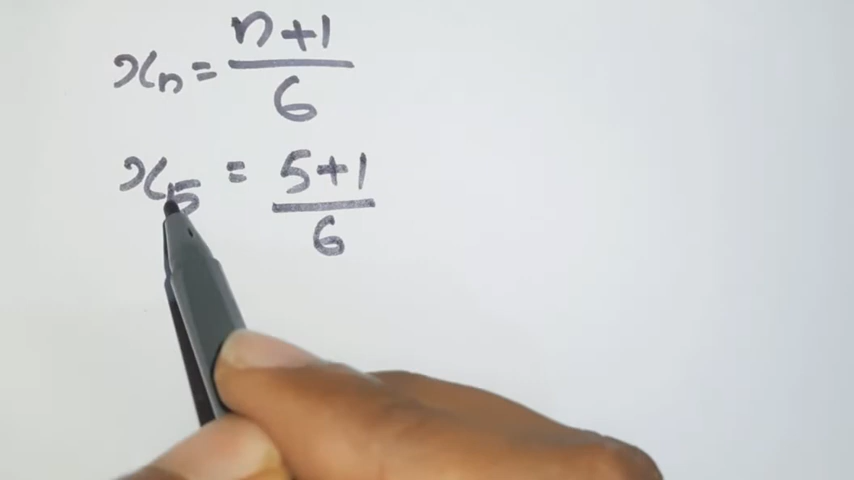 xₙ = (n+1)/6
x₅ = (5+1)/6